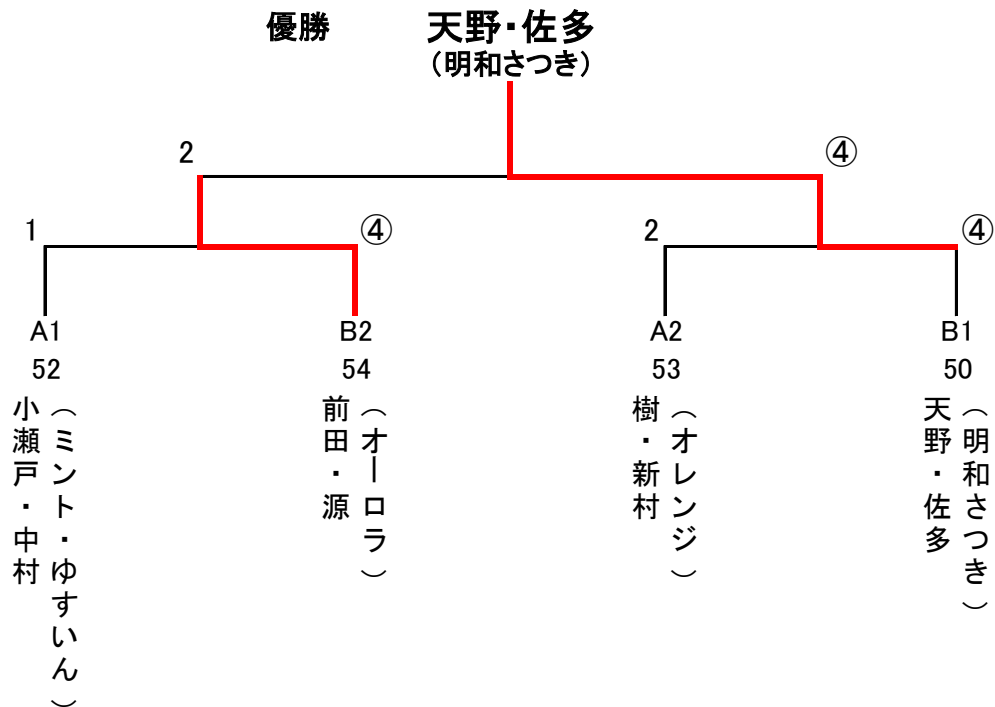 優勝 天野・佐多
（明和さつき）
2 ④
1 ④ 2 ④
A1 B2 A2 B1
52 54 53 50
小瀬戸・中村
（ミント・ゆすいん）
前田・源
（オーロラ）
樹・新村
（オレンジ）
天野・佐多
（明和さつき）